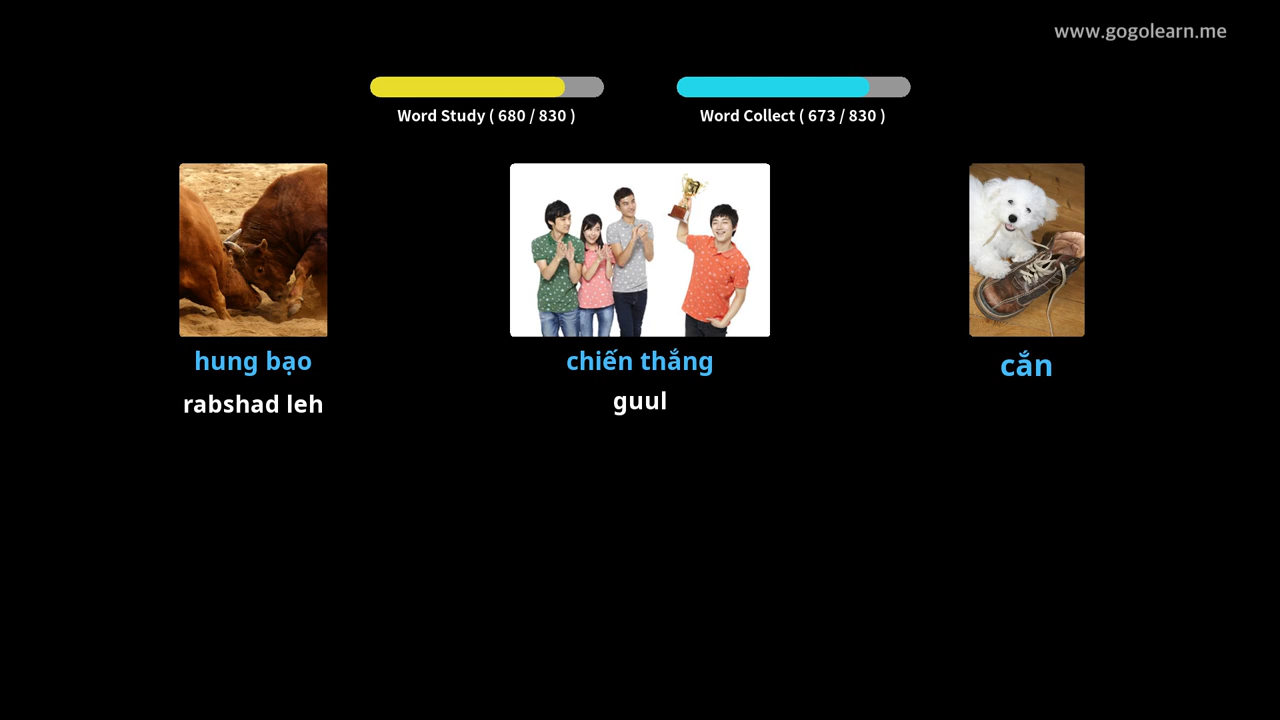 www.gogolearn.me
Word Study ( 680 / 830 )
Word Collect ( 673 / 830 )
hung bạo
rabshad leh
chiến thắng
guul
cắn